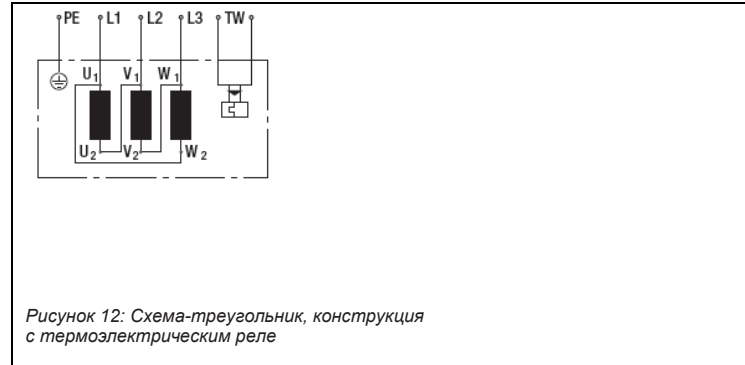 PE L1 L2 L3 TW
U1 V1 W1
U2 V2 W2
Рисунок 12: Схема-треугольник, конструкция
с термоэлектрическим реле